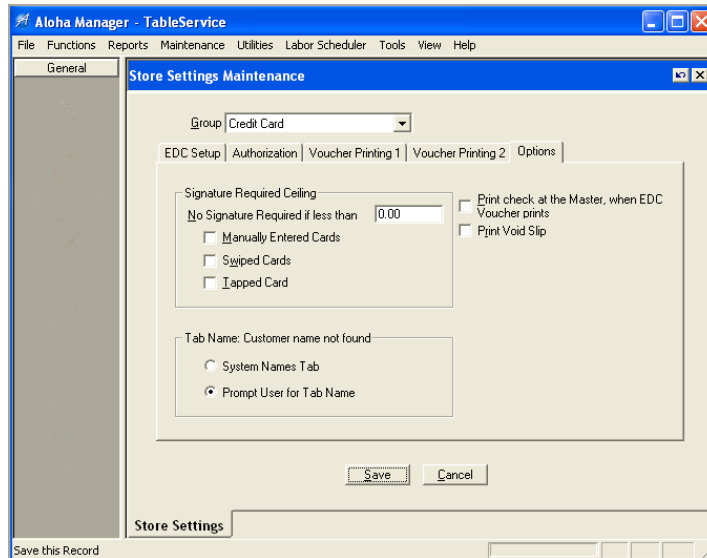 Aloha Manager - TableService
File Functions Reports Maintenance Utilities Labor Scheduler Tools View Help
General
Store Settings Maintenance
Group Credit Card
EDC Setup Authorization Voucher Printing 1 Voucher Printing 2 Options
Signature Required Ceiling
No Signature Required if less than 0.00
Manually Entered Cards
Swiped Cards
Tapped Card
Print check at the Master, when EDC
Voucher prints
Print Void Slip
Tab Name: Customer name not found
System Names Tab
Prompt User for Tab Name
Save Cancel
Store Settings
Save this Record